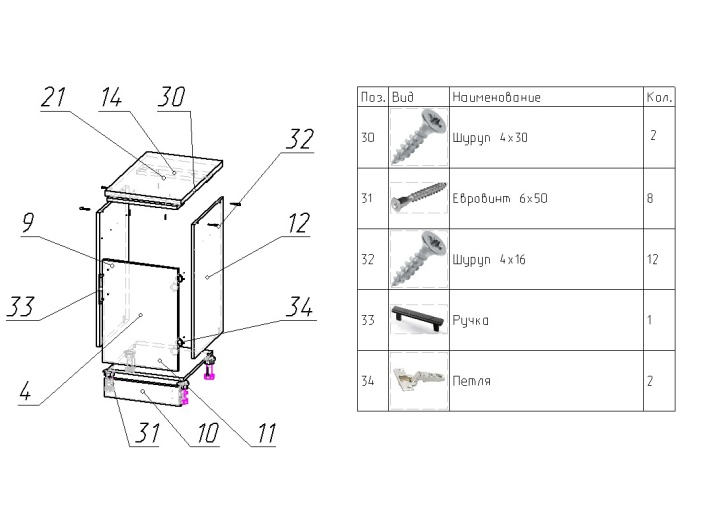 21 14 30
32
9
12
33
34
4
31 10 11
Поз. Вид Наименование Кол.
30 Шуруп 4х30 2
31 Евровинт 6х50 8
32 Шуруп 4х16 12
33 Ручка 1
34 Петля 2